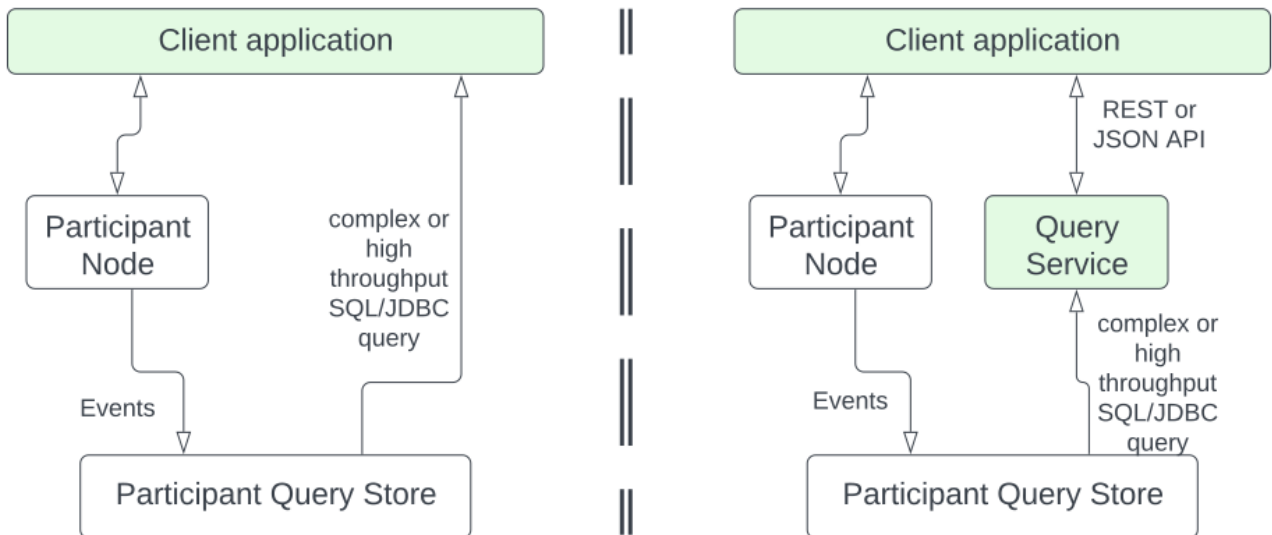 Client application
Participant
Node
complex or
high
throughput
SQL/JDBC
query
Events
Participant Query Store
Client application
REST or
JSON API
Participant
Node
Query
Service
complex or
high
throughput
SQL/JDBC
query
Events
Participant Query Store